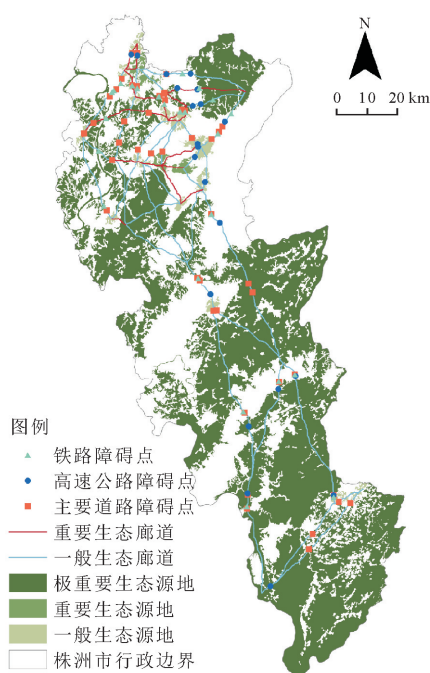 N
0 10 20 km
图例
铁路障碍点
高速公路障碍点
主要道路障碍点
重要生态廊道
一般生态廊道
极重要生态源地
重要生态源地
一般生态源地
株洲市行政边界